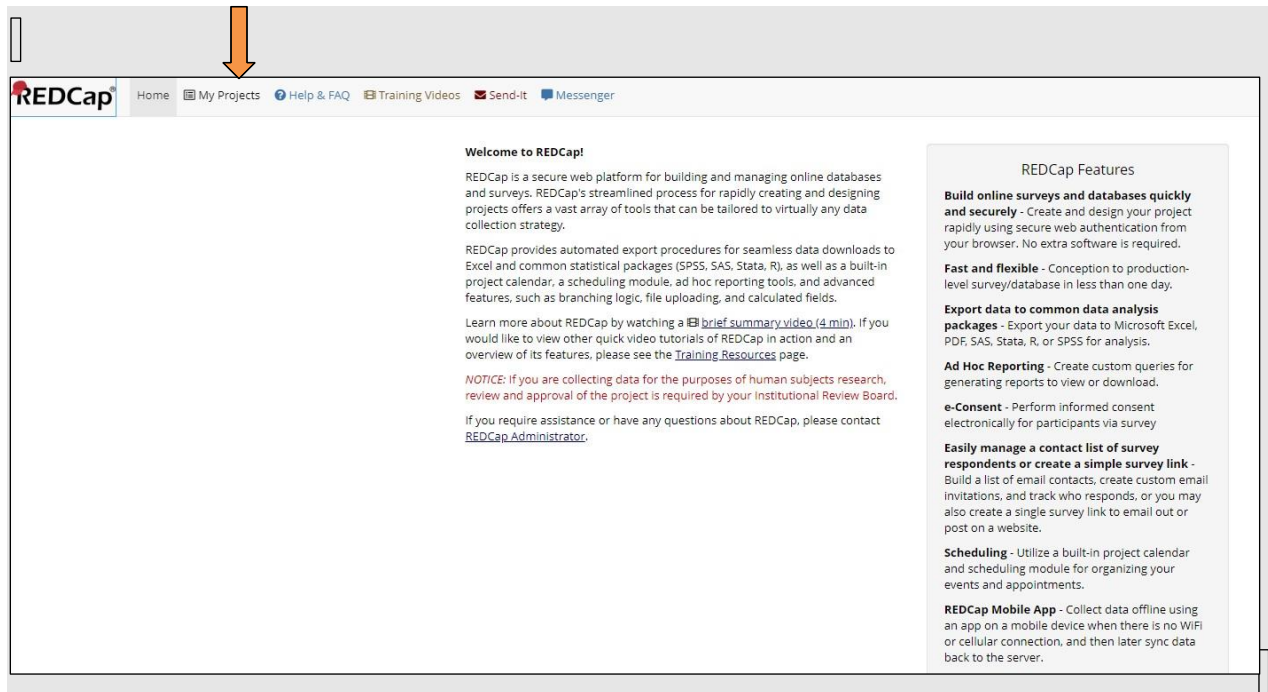 REDCap®
Home My Projects Help & FAQ Training Videos Send-It Messenger
Welcome to REDCap!
REDCap is a secure web platform for building and managing online databases
and surveys. REDCap's streamlined process for rapidly creating and designing
projects offers a vast array of tools that can be tailored to virtually any data
collection strategy.
REDCap provides automated export procedures for seamless data downloads to
Excel and common statistical packages (SPSS, SAS, Stata, R), as well as a built-in
project calendar, a scheduling module, ad hoc reporting tools, and advanced
features, such as branching logic, file uploading, and calculated fields.
Learn more about REDCap by watching a brief summary video (4 min). If you
would like to view other quick video tutorials of REDCap in action and an
overview of its features, please see the Training Resources page.
NOTICE: If you are collecting data for the purposes of human subjects research,
review and approval of the project is required by your Institutional Review Board.
If you require assistance or have any questions about REDCap, please contact
REDCap Administrator.
REDCap Features
Build online surveys and databases quickly
and securely - Create and design your project
rapidly using secure web authentication from
your browser. No extra software is required.
Fast and flexible - Conception to production-
level survey/database in less than one day.
Export data to common data analysis
packages - Export your data to Microsoft Excel,
PDF, SAS, Stata, R, or SPSS for analysis.
Ad Hoc Reporting - Create custom queries for
generating reports to view or download.
e-Consent - Perform informed consent
electronically for participants via survey
Easily manage a contact list of survey
respondents or create a simple survey link -
Build a list of email contacts, create custom email
invitations, and track who responds, or you may
also create a single survey link to email out or
post on a website.
Scheduling - Utilize a built-in project calendar
and scheduling module for organizing your
events and appointments.
REDCap Mobile App - Collect data offline using
an app on a mobile device when there is no WiFi
or cellular connection, and then later sync data
back to the server.